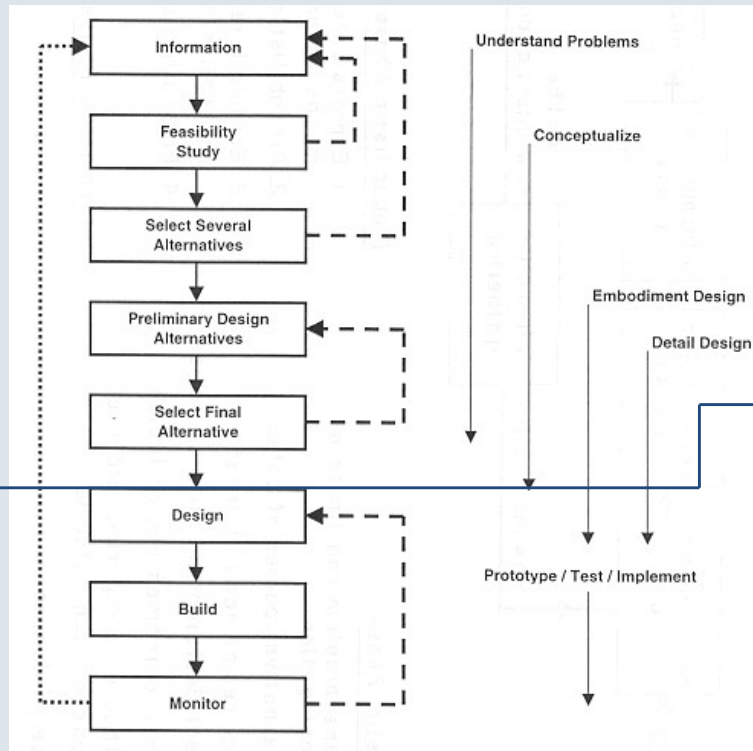 Information
Understand Problems
Feasibility
Study
Conceptualize
Select Several
Alternatives
Preliminary Design
Alternatives
Embodiment Design
Detail Design
Select Final
Alternative
Design
Prototype / Test / Implement
Build
Monitor